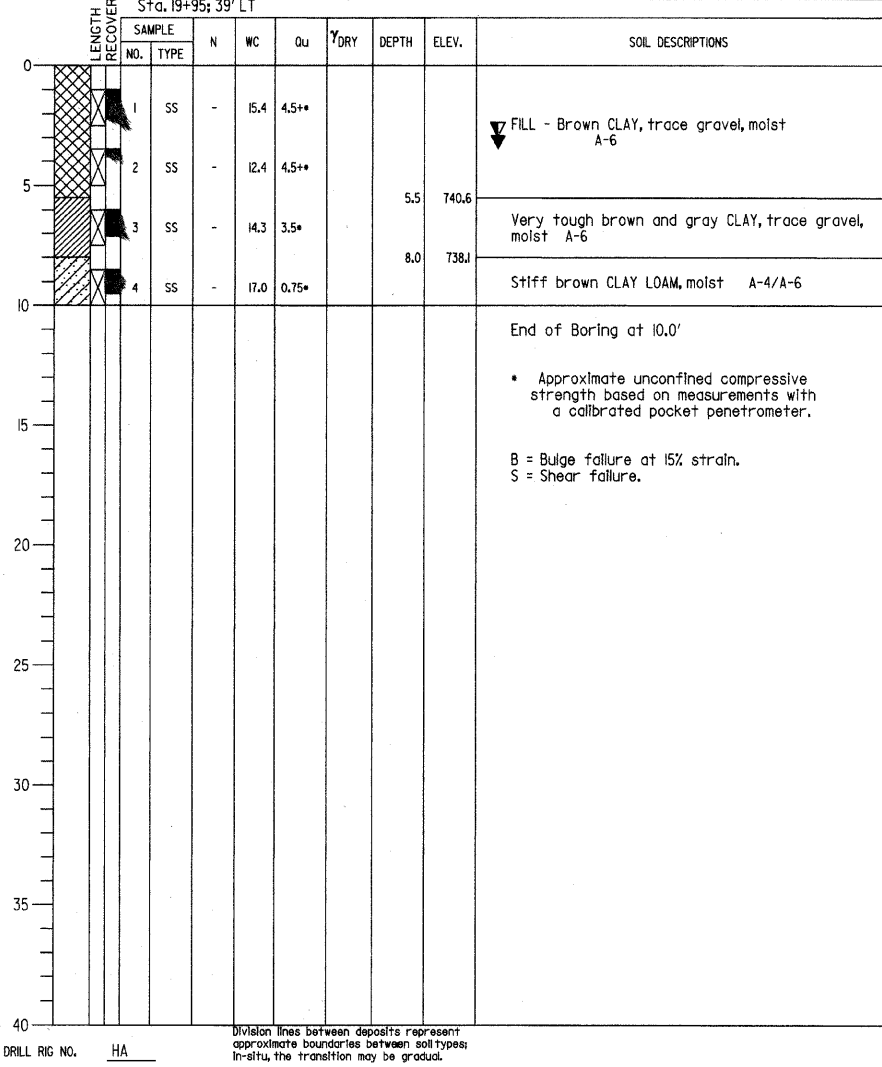 Sta. 19+95; 39' LT
LENGTH
RECOVERY
SAMPLE
NO. TYPE N WC Qu γDRY DEPTH ELEV. SOIL DESCRIPTIONS
0
1 SS - 15.4 4.5+*
FILL - Brown CLAY, trace gravel, moist
A-6
2 SS - 12.4 4.5+*
5
5.5 740.6
3 SS - 14.3 3.5*
Very tough brown and gray CLAY, trace gravel,
moist A-6
8.0 738.1
4 SS - 17.0 0.75*
Stiff brown CLAY LOAM, moist A-4/A-6
10
End of Boring at 10.0'
* Approximate unconfined compressive
strength based on measurements with
a calibrated pocket penetrometer.
15
B = Bulge failure at 15% strain.
S = Shear failure.
20
25
30
35
40
Division lines between deposits represent
approximate boundaries between soil types;
in-situ, the transition may be gradual.
DRILL RIG NO. HA